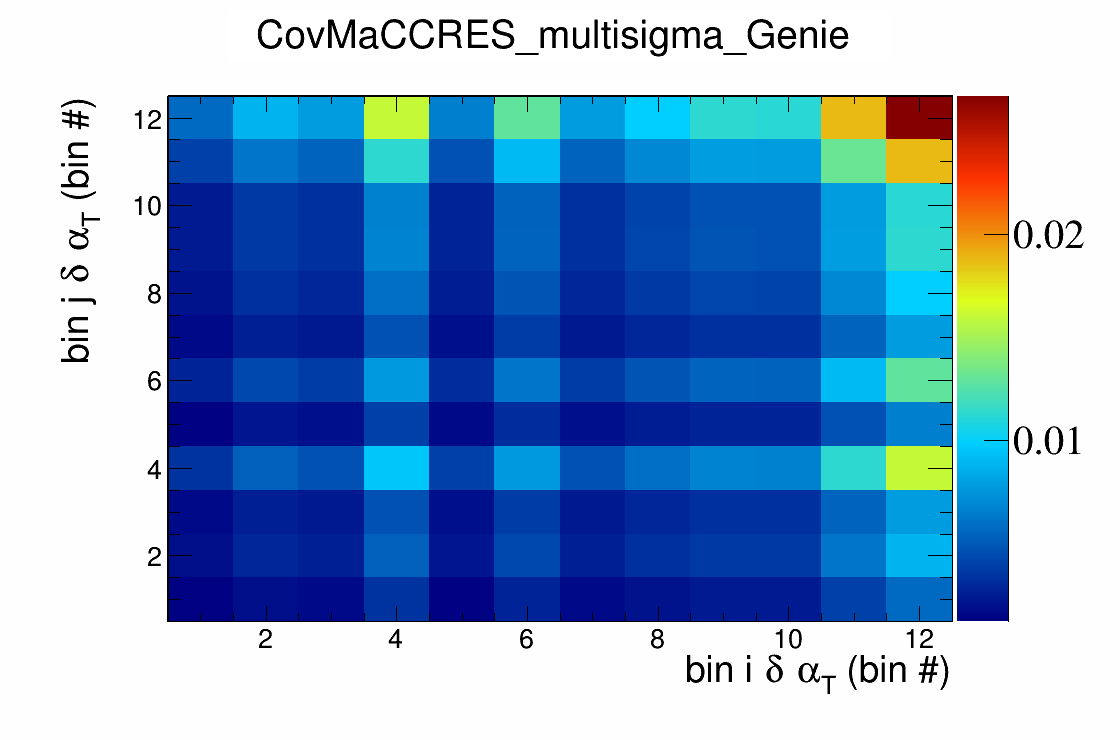 CovMaCCRES_multisigma_Genie
bin j δ α_T (bin #)
12
10
8
6
4
2
2 4 6 8 10 12
bin i δ α_T (bin #)
0.02
0.01